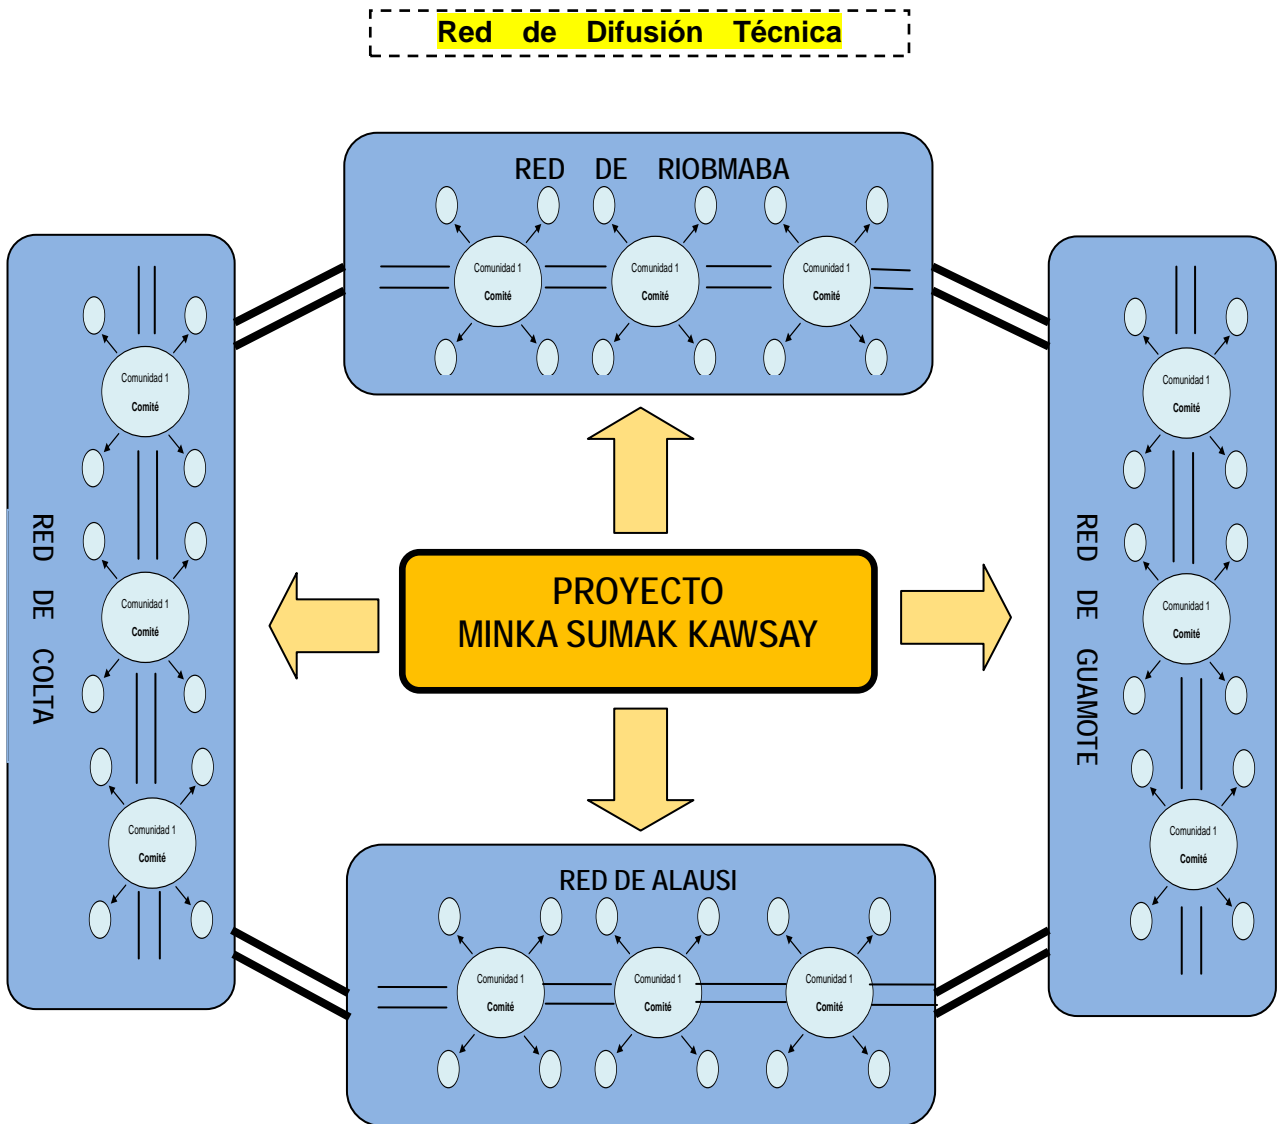 Red de Difusión Técnica
RED DE RIOBMABA
Comunidad 1
Comité
Comunidad 1
Comité
Comunidad 1
Comité
RED DE COLTA
Comunidad 1
Comité
Comunidad 1
Comité
Comunidad 1
Comité
PROYECTO
MINKA SUMAK KAWSAY
RED DE GUAMOTE
Comunidad 1
Comité
Comunidad 1
Comité
Comunidad 1
Comité
RED DE ALAUSI
Comunidad 1
Comité
Comunidad 1
Comité
Comunidad 1
Comité